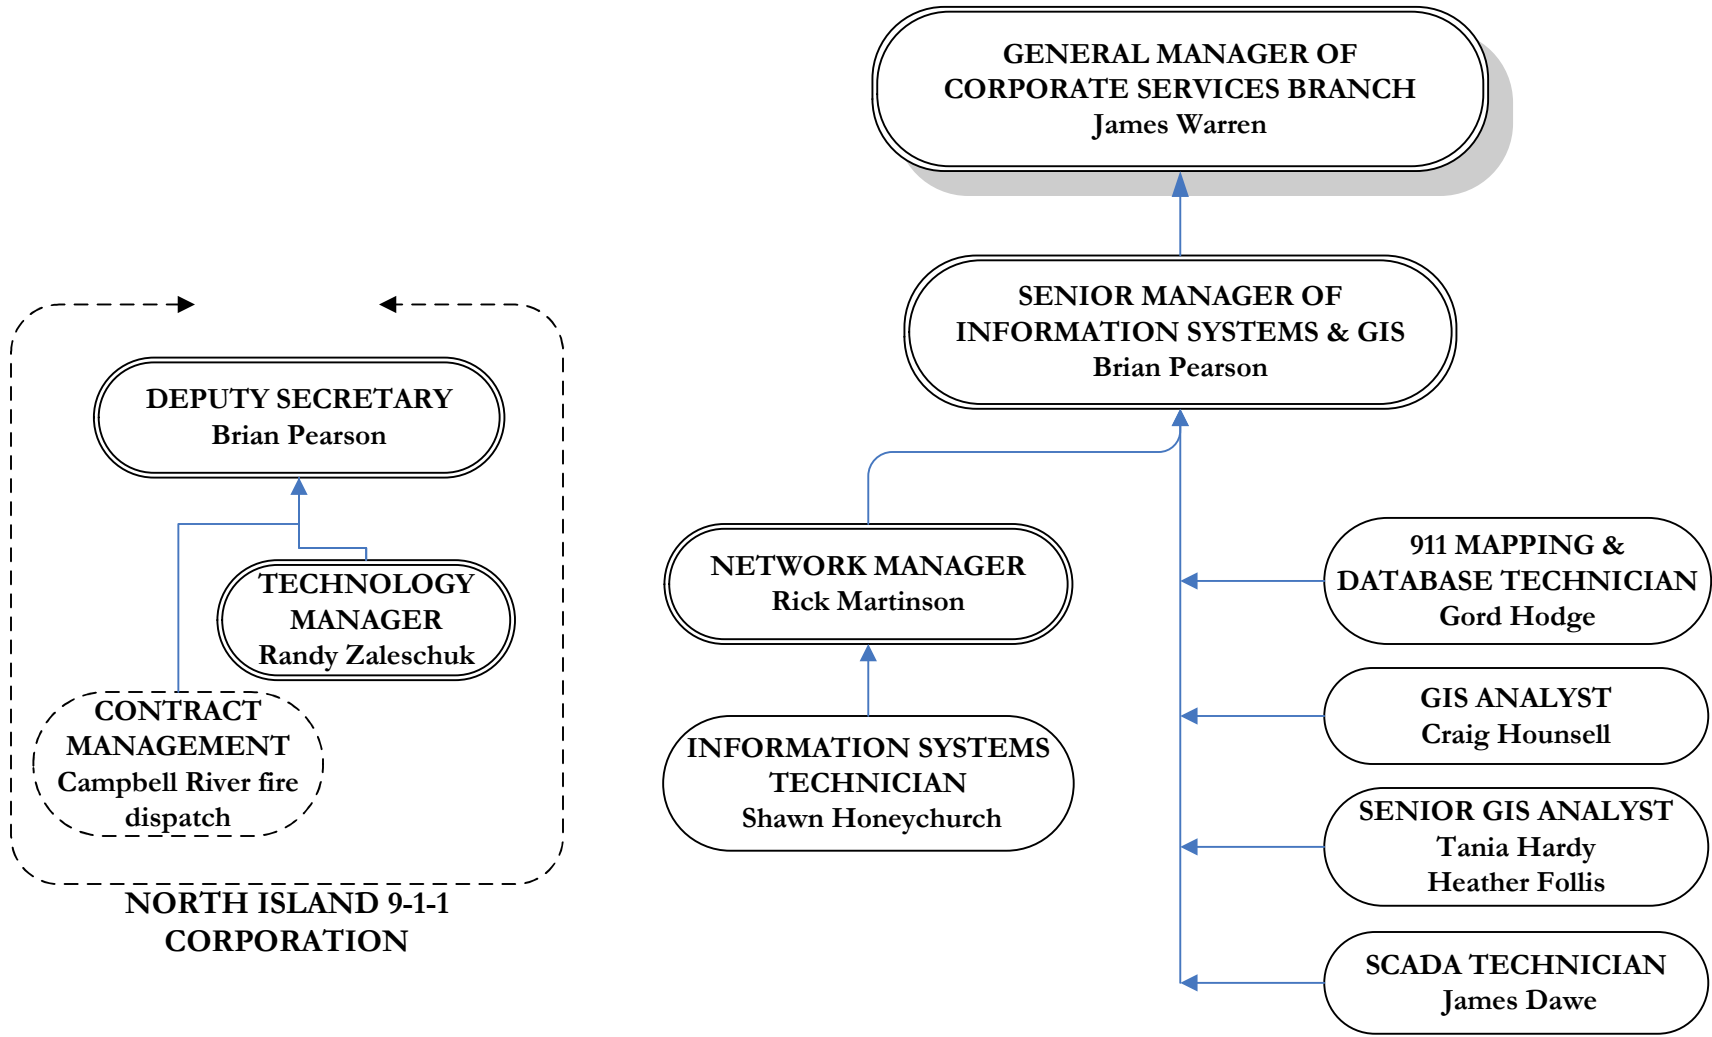 GENERAL MANAGER OF
CORPORATE SERVICES BRANCH
James Warren
SENIOR MANAGER OF
INFORMATION SYSTEMS & GIS
Brian Pearson
DEPUTY SECRETARY
Brian Pearson
TECHNOLOGY
MANAGER
Randy Zaleschuk
CONTRACT
MANAGEMENT
Campbell River fire
dispatch
NORTH ISLAND 9-1-1
CORPORATION
NETWORK MANAGER
Rick Martinson
INFORMATION SYSTEMS
TECHNICIAN
Shawn Honeychurch
911 MAPPING &
DATABASE TECHNICIAN
Gord Hodge
GIS ANALYST
Craig Hounsell
SENIOR GIS ANALYST
Tania Hardy
Heather Follis
SCADA TECHNICIAN
James Dawe